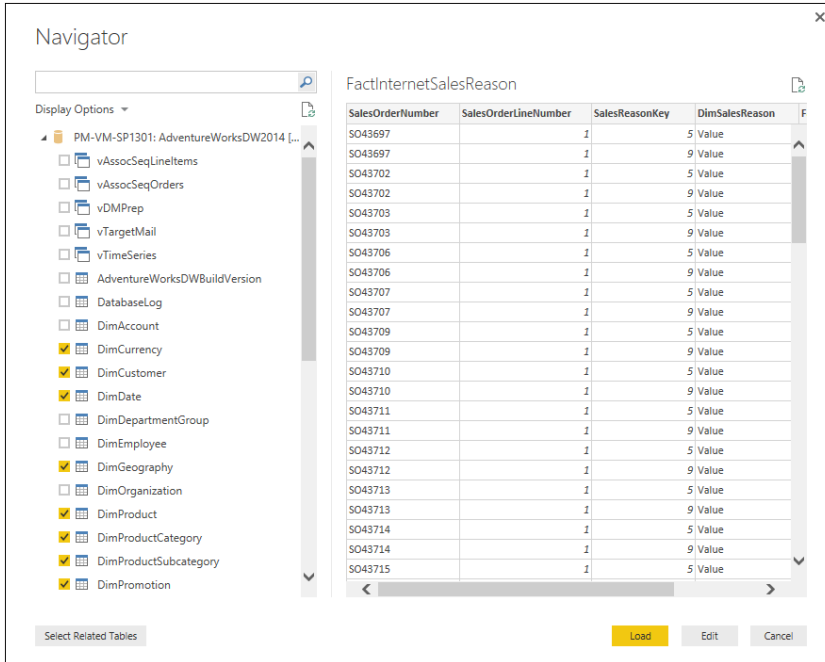 Navigator
Display Options
PM-VM-SP1301: AdventureWorksDW2014 [...
vAssocSeqLineItems
vAssocSeqOrders
vDMPrep
vTargetMail
vTimeSeries
AdventureWorksDWBuildVersion
DatabaseLog
DimAccount
DimCurrency
DimCustomer
DimDate
DimDepartmentGroup
DimEmployee
DimGeography
DimOrganization
DimProduct
DimProductCategory
DimProductSubcategory
DimPromotion
FactInternetSalesReason
SalesOrderNumber SalesOrderLineNumber SalesReasonKey DimSalesReason F
SO43697 1 5 Value
SO43697 1 9 Value
SO43702 1 5 Value
SO43702 1 9 Value
SO43703 1 5 Value
SO43703 1 9 Value
SO43706 1 5 Value
SO43706 1 9 Value
SO43707 1 5 Value
SO43707 1 9 Value
SO43709 1 5 Value
SO43709 1 9 Value
SO43710 1 5 Value
SO43710 1 9 Value
SO43711 1 5 Value
SO43711 1 9 Value
SO43712 1 5 Value
SO43712 1 9 Value
SO43713 1 5 Value
SO43713 1 9 Value
SO43714 1 5 Value
SO43714 1 9 Value
SO43715 1 5 Value
Select Related Tables
Load Edit Cancel